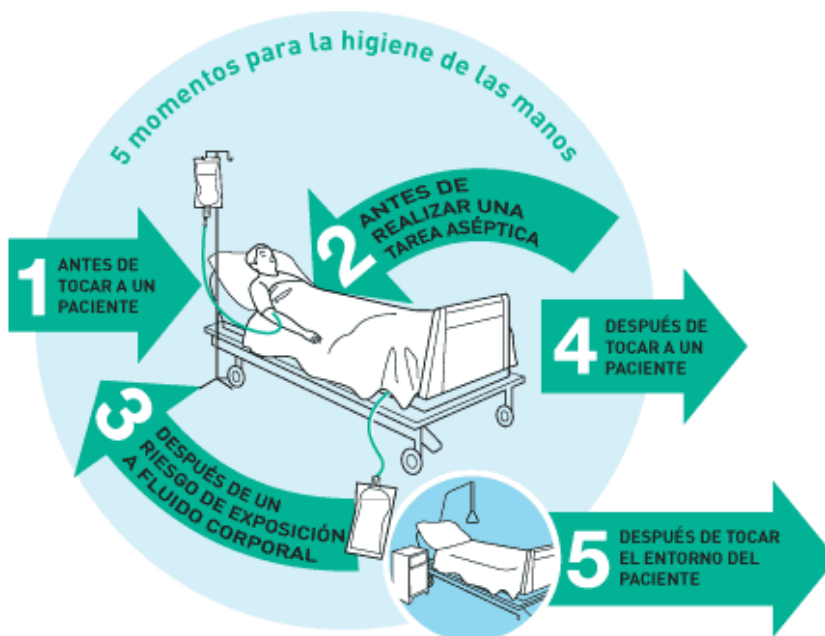 5 momentos para la higiene de las manos
1
ANTES DE
TOCAR A UN
PACIENTE
2
ANTES DE
REALIZAR UNA
TAREA ASÉPTICA
3
DESPUÉS DE UN
RIESGO DE EXPOSICIÓN
A FLUIDO CORPORAL
4
DESPUÉS DE
TOCAR A UN
PACIENTE
5
DESPUÉS DE TOCAR
EL ENTORNO DEL
PACIENTE